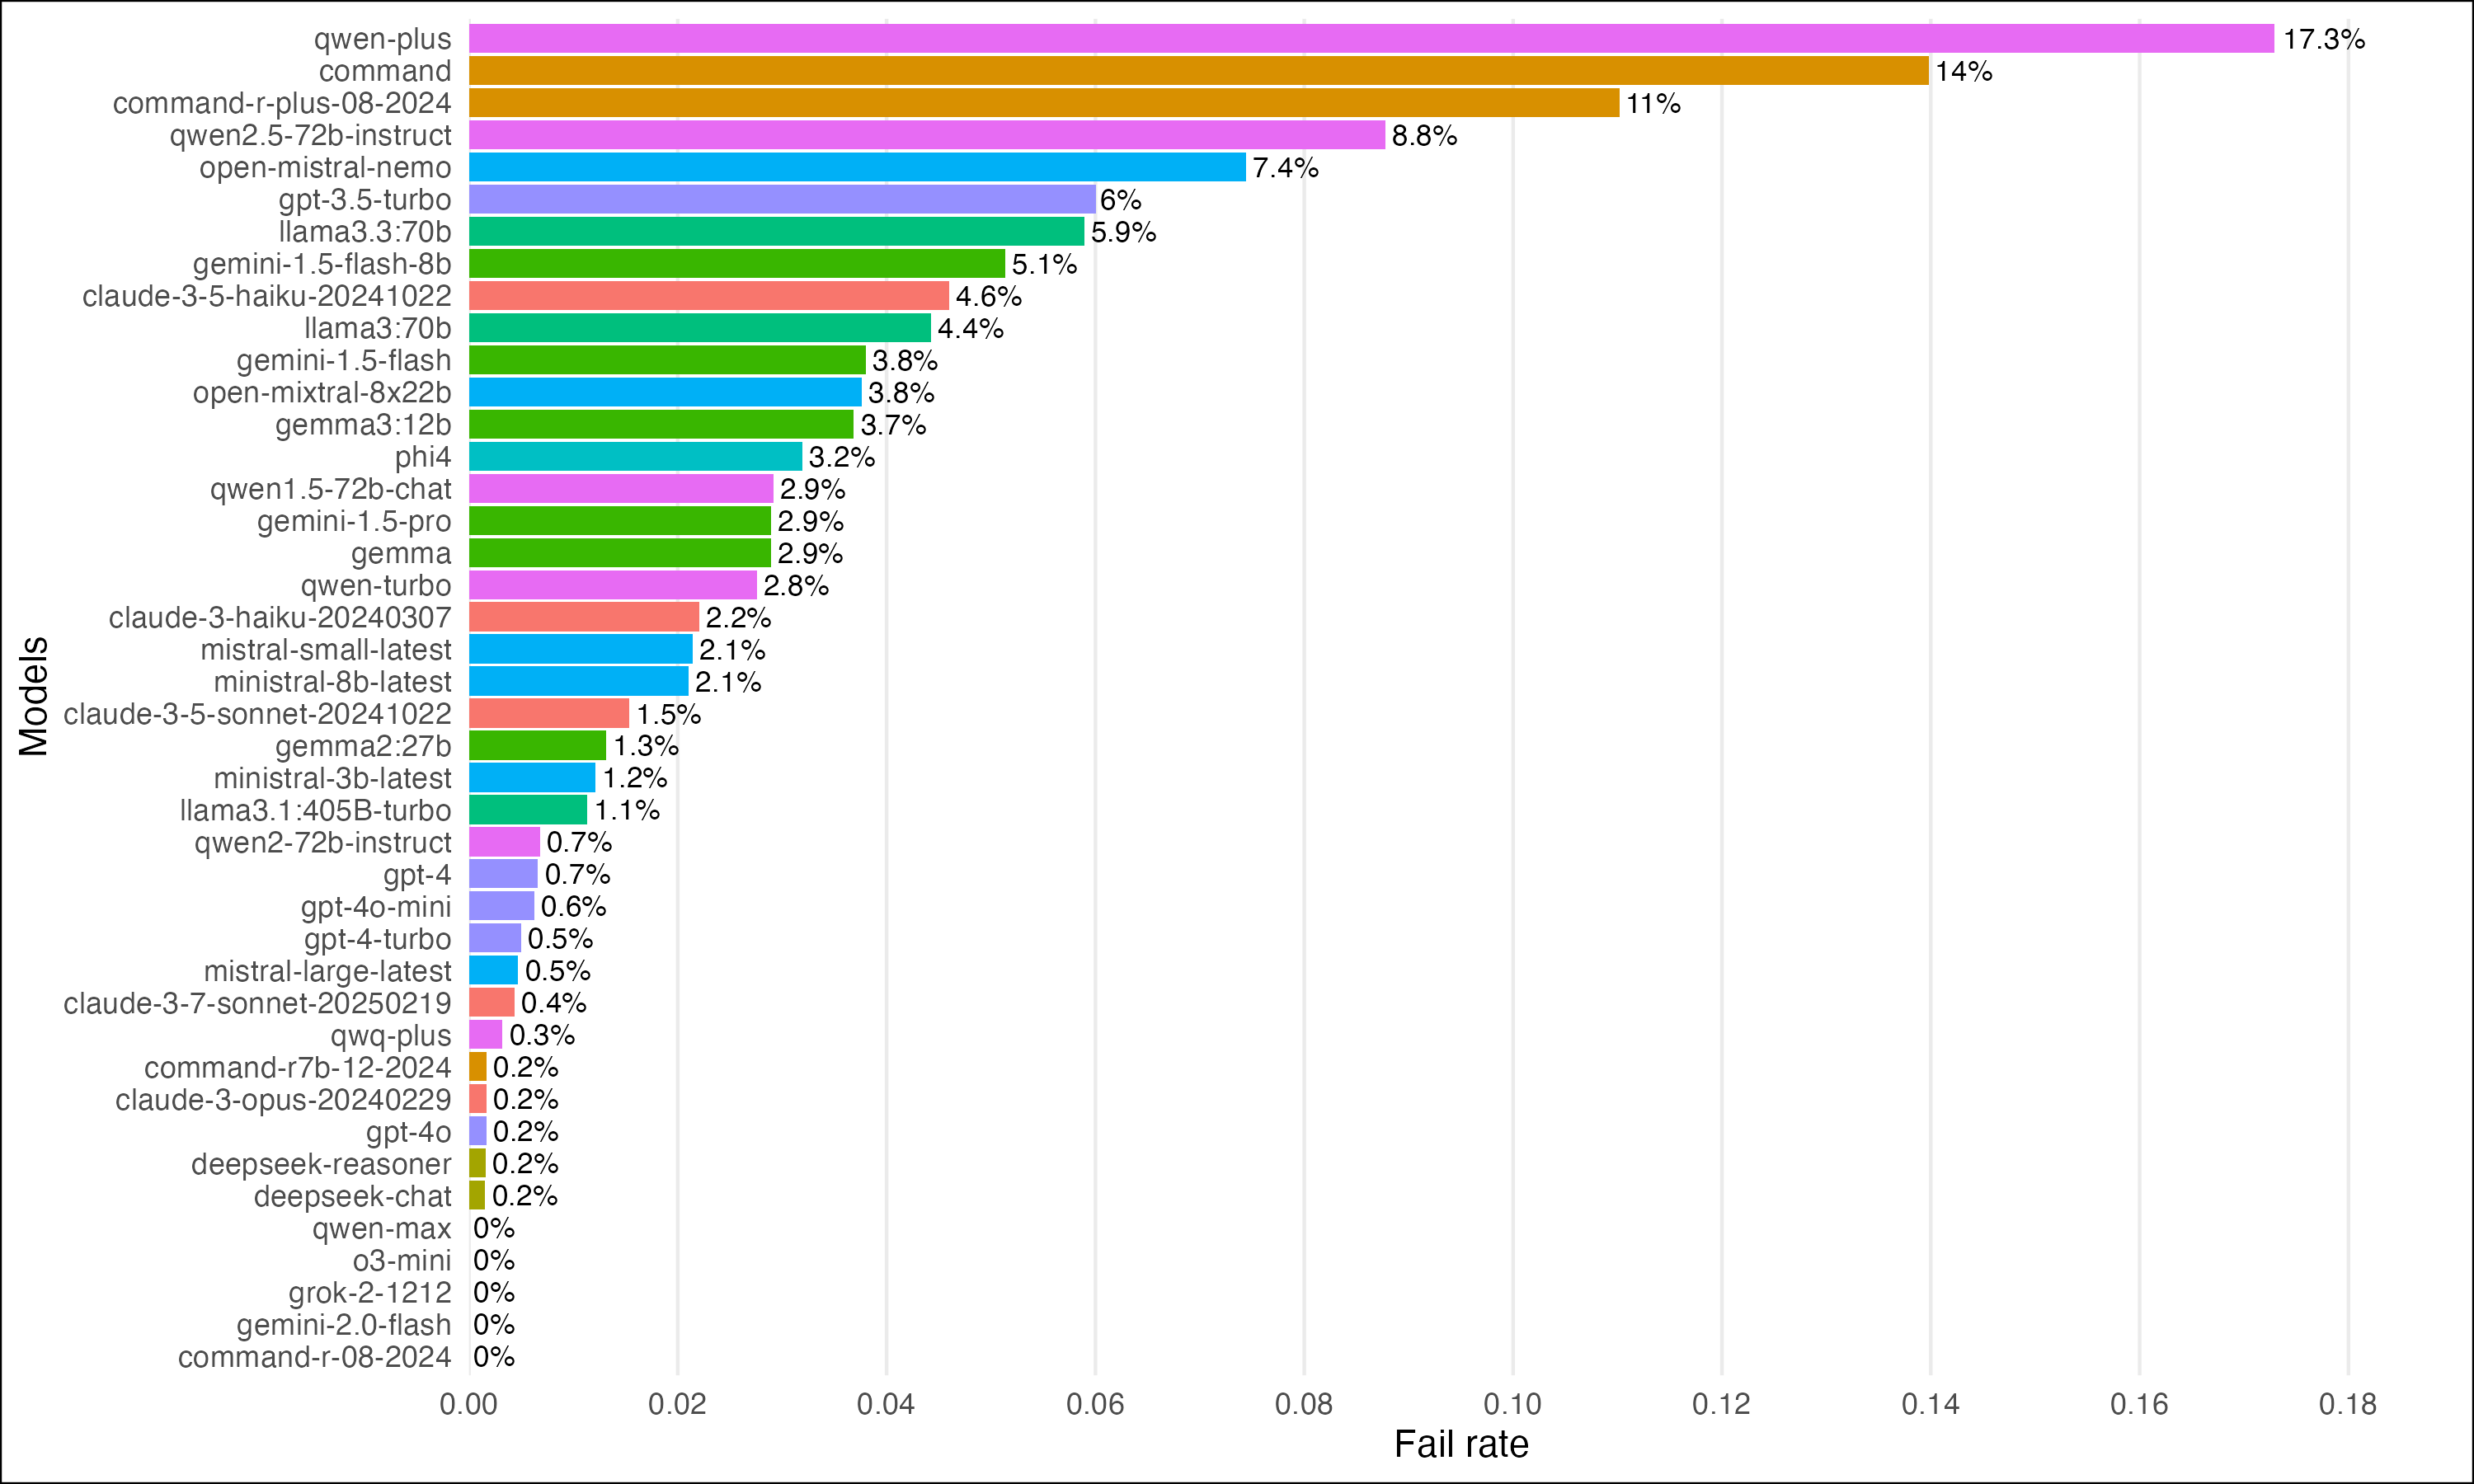 qwen-plus 17.3%
command 14%
command-r-plus-08-2024 11%
qwen2.5-72b-instruct 8.8%
open-mistral-nemo 7.4%
gpt-3.5-turbo 6%
llama3.3:70b 5.9%
gemini-1.5-flash-8b 5.1%
claude-3-5-haiku-20241022 4.6%
llama3:70b 4.4%
gemini-1.5-flash 3.8%
open-mixtral-8x22b 3.8%
gemma3:12b 3.7%
phi4 3.2%
qwen1.5-72b-chat 2.9%
gemini-1.5-pro 2.9%
gemma 2.9%
qwen-turbo 2.8%
claude-3-haiku-20240307 2.2%
mistral-small-latest 2.1%
ministral-8b-latest 2.1%
claude-3-5-sonnet-20241022 1.5%
gemma2:27b 1.3%
ministral-3b-latest 1.2%
llama3.1:405B-turbo 1.1%
qwen2-72b-instruct 0.7%
gpt-4 0.7%
gpt-4o-mini 0.6%
gpt-4-turbo 0.5%
mistral-large-latest 0.5%
claude-3-7-sonnet-20250219 0.4%
qwq-plus 0.3%
command-r7b-12-2024 0.2%
claude-3-opus-20240229 0.2%
gpt-4o 0.2%
deepseek-reasoner 0.2%
deepseek-chat 0.2%
qwen-max 0%
o3-mini 0%
grok-2-1212 0%
gemini-2.0-flash 0%
command-r-08-2024 0%
Models
0.00 0.02 0.04 0.06 0.08 0.10 0.12 0.14 0.16 0.18
Fail rate